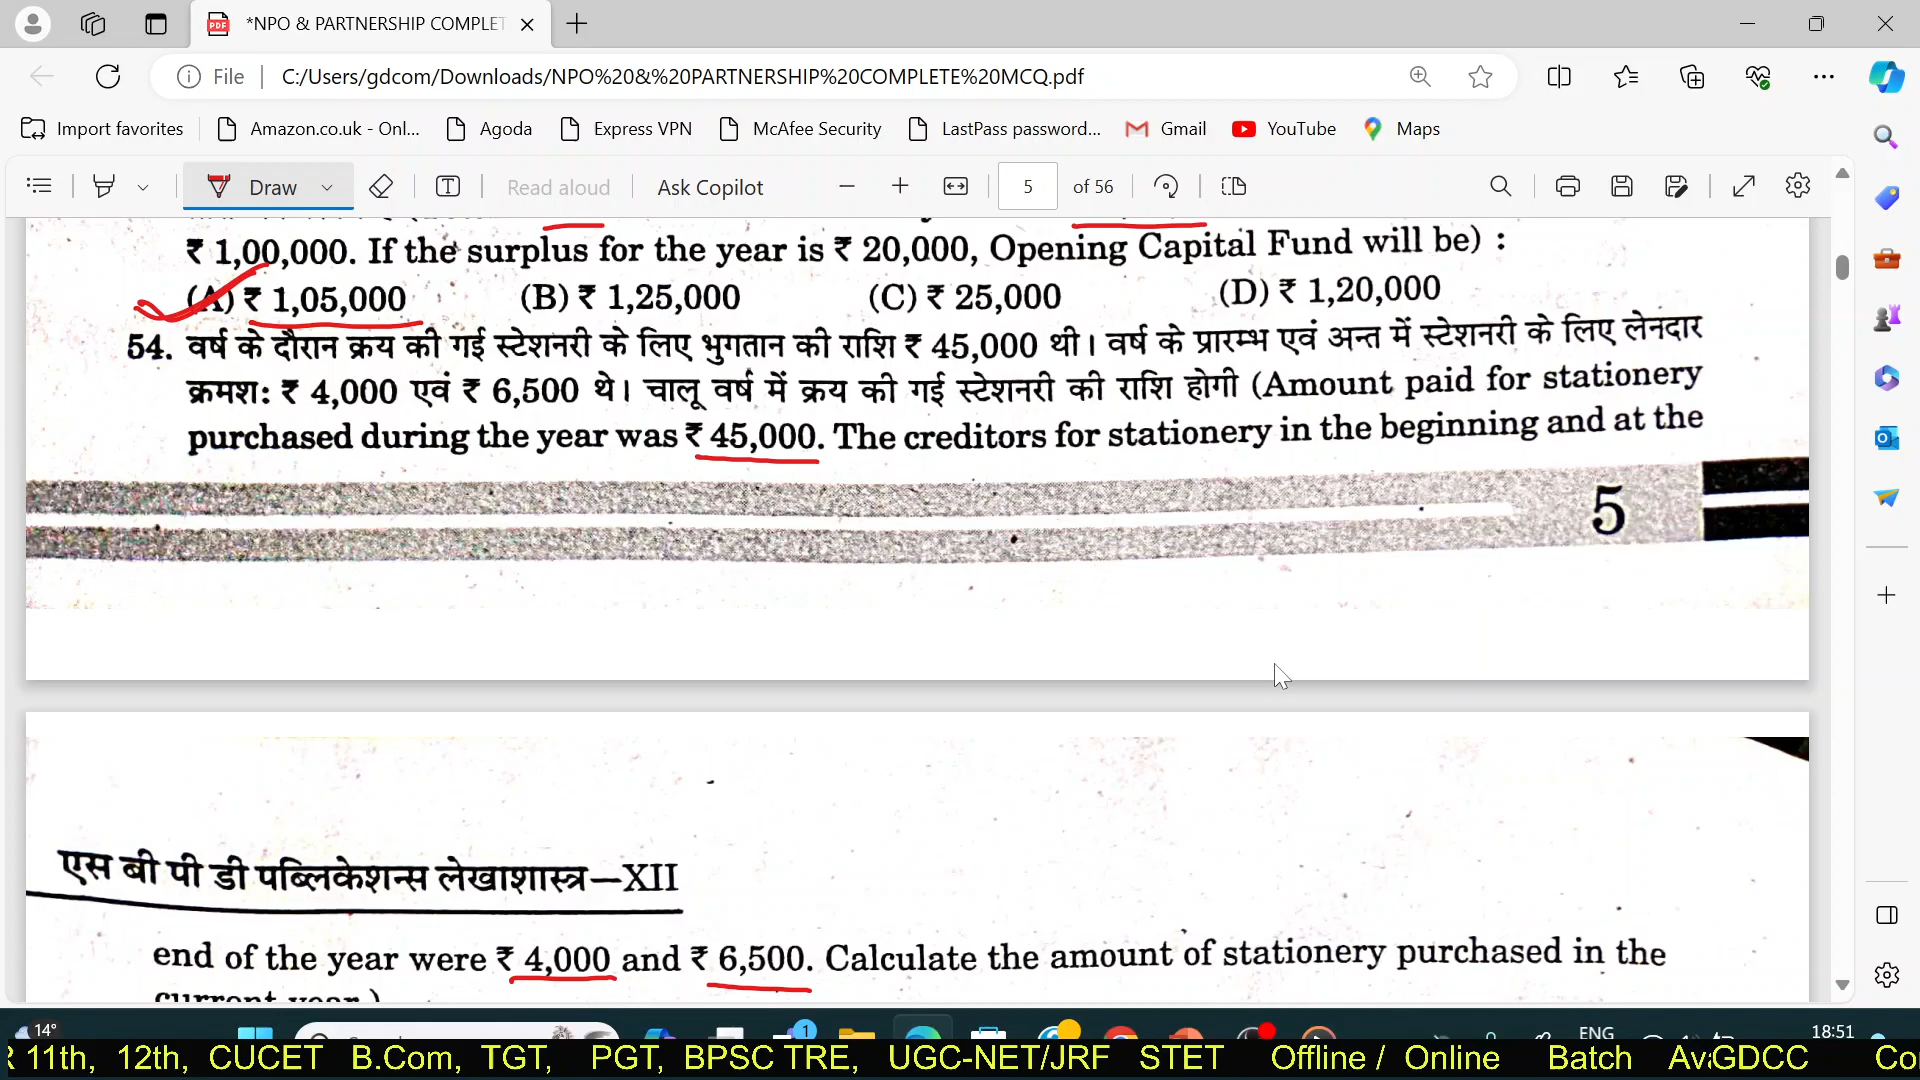 *NPO & PARTNERSHIP COMPLET
File
C:/Users/gdcom/Downloads/NPO%20&%20PARTNERSHIP%20COMPLETE%20MCQ.pdf
Import favorites
Amazon.co.uk - Onl...
Agoda
Express VPN
McAfee Security
LastPass password...
Gmail
YouTube
Maps
Draw
Read aloud
Ask Copilot
5
of 56
₹ 1,00,000. If the surplus for the year is ₹ 20,000, Opening Capital Fund will be) :
(A) ₹ 1,05,000 (B) ₹ 1,25,000 (C) ₹ 25,000 (D) ₹ 1,20,000
54. वर्ष के दौरान क्रय की गई स्टेशनरी के लिए भुगतान की राशि ₹ 45,000 थी। वर्ष के प्रारम्भ एवं अन्त में स्टेशनरी के लिए लेनदार
क्रमश: ₹ 4,000 एवं ₹ 6,500 थे। चालू वर्ष में क्रय की गई स्टेशनरी की राशि होगी (Amount paid for stationery
purchased during the year was ₹ 45,000. The creditors for stationery in the beginning and at the
5
एस बी पी डी पब्लिकेशन्स लेखाशास्त्र—XII
end of the year were ₹ 4,000 and ₹ 6,500. Calculate the amount of stationery purchased in the
current year.)
14°
1
ENG
18:51
11th, 12th, CUCET B.Com, TGT, PGT, BPSC TRE, UGC-NET/JRF STET Offline / Online Batch GDCC